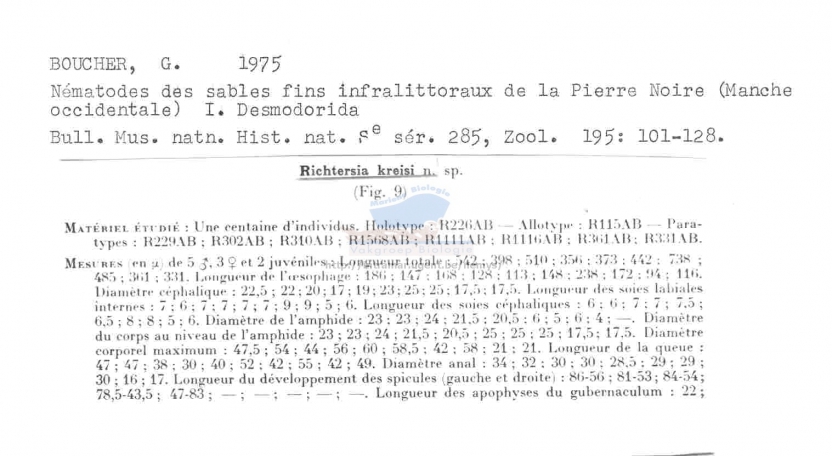 BOUCHER, G. 1975
Nématodes des sables fins infralittoraux de la Pierre Noire (Manche
occidentale) I. Desmodorida
Bull. Mus. natn. Hist. nat. sér. 285, Zool. 195: 101-128.
Richtersia kreisi n. sp.
(Fig. 9)
MATÉRIEL ÉTUDIÉ : Une centaine d'individus. Holotype : R226AB — Allotype : R115AB — Para-
types : R229AB ; R302AB ; R310AB ; R1568AB ; R1111AB ; R1116AB ; R361AB ; R331AB.
MESURES (en µ) de 5 ♂, 3 ♀ et 2 juvéniles : Longueur totale : 542 ; 398 ; 510 ; 356 ; 373 ; 442 ; 738 ;
485 ; 361 ; 331. Longueur de l'œsophage : 186 ; 147 ; 168 ; 128 ; 113 ; 148 ; 238 ; 172 ; 94 ; 116.
Diamètre céphalique : 22,5 ; 22 ; 20 ; 17 ; 19 ; 23 ; 25 ; 25 ; 17,5 ; 17,5. Longueur des soies labiales
internes : 7 ; 6 ; 7 ; 7 ; 7 ; 7 ; 9 ; 9 ; 5 ; 6. Longueur des soies céphaliques : 6 ; 6 ; 7 ; 7 ; 7,5 ;
6,5 ; 8 ; 8 ; 5 ; 6. Diamètre de l'amphide : 23 ; 23 ; 24 ; 21,5 ; 20,5 ; 6 ; 5 ; 6 ; 4 ; —. Diamètre
du corps au niveau de l'amphide : 23 ; 23 ; 24 ; 21,5 ; 20,5 ; 25 ; 25 ; 25 ; 17,5 ; 17,5. Diamètre
corporel maximum : 47,5 ; 54 ; 44 ; 56 ; 60 ; 58,5 ; 42 ; 58 ; 21 ; 21. Longueur de la queue :
47 ; 47 ; 38 ; 30 ; 40 ; 52 ; 42 ; 55 ; 42 ; 49. Diamètre anal : 34 ; 32 ; 30 ; 30 ; 28,5 ; 29 ; 29 ;
30 ; 16 ; 17. Longueur du développement des spicules (gauche et droite) : 86-56 ; 81-53 ; 84-54 ;
78,5-43,5 ; 47-83 ; — ; — ; — ; — ; —. Longueur des apophyses du gubernaculum : 22 ;